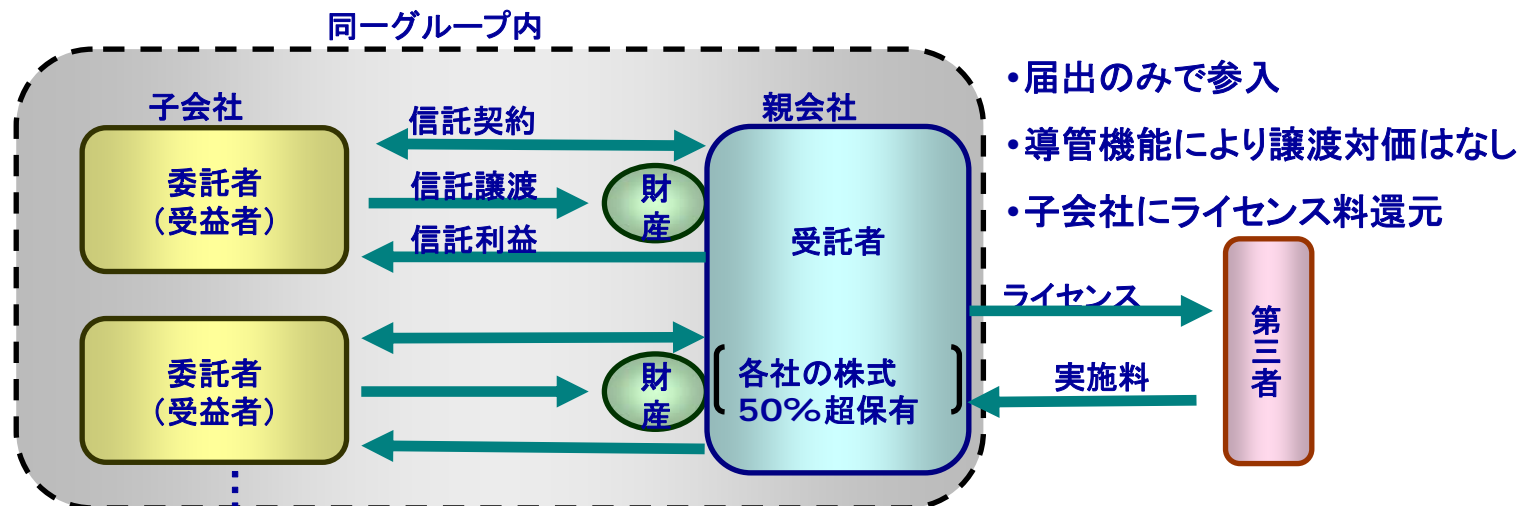 同一グループ内
子会社
親会社
・届出のみで参入
・導管機能により譲渡対価はなし
・子会社にライセンス料還元
信託契約
委託者
（受益者）
信託譲渡
財
産
信託利益
受託者
ライセンス
第
三
者
実施料
委託者
（受益者）
財
産
各社の株式
50%超保有